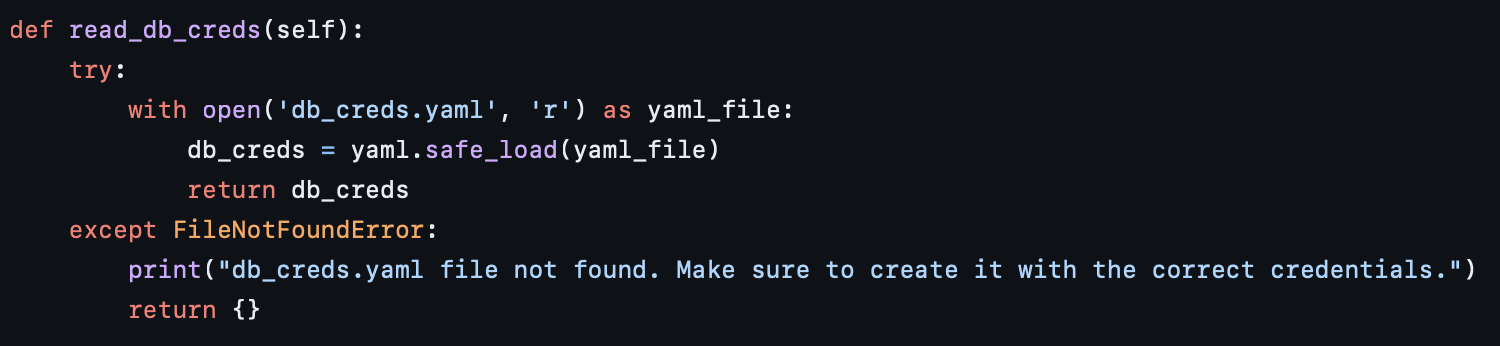 def read_db_creds(self):
    try:
        with open('db_creds.yaml', 'r') as yaml_file:
            db_creds = yaml.safe_load(yaml_file)
            return db_creds
    except FileNotFoundError:
        print("db_creds.yaml file not found. Make sure to create it with the correct credentials.")
        return {}